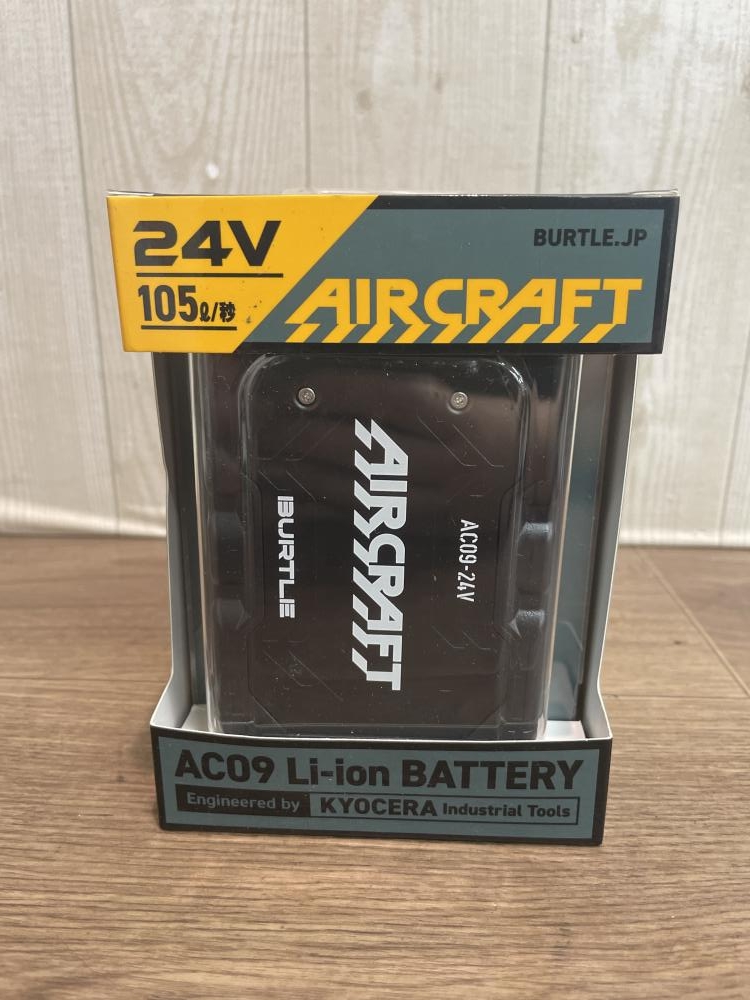 24V
105ℓ/秒
BURTLE.JP
AIRCRAFT
AC09-24V
AIRCRAFT
BURTLE
AC09 Li-ion BATTERY
Engineered by KYOCERA Industrial Tools